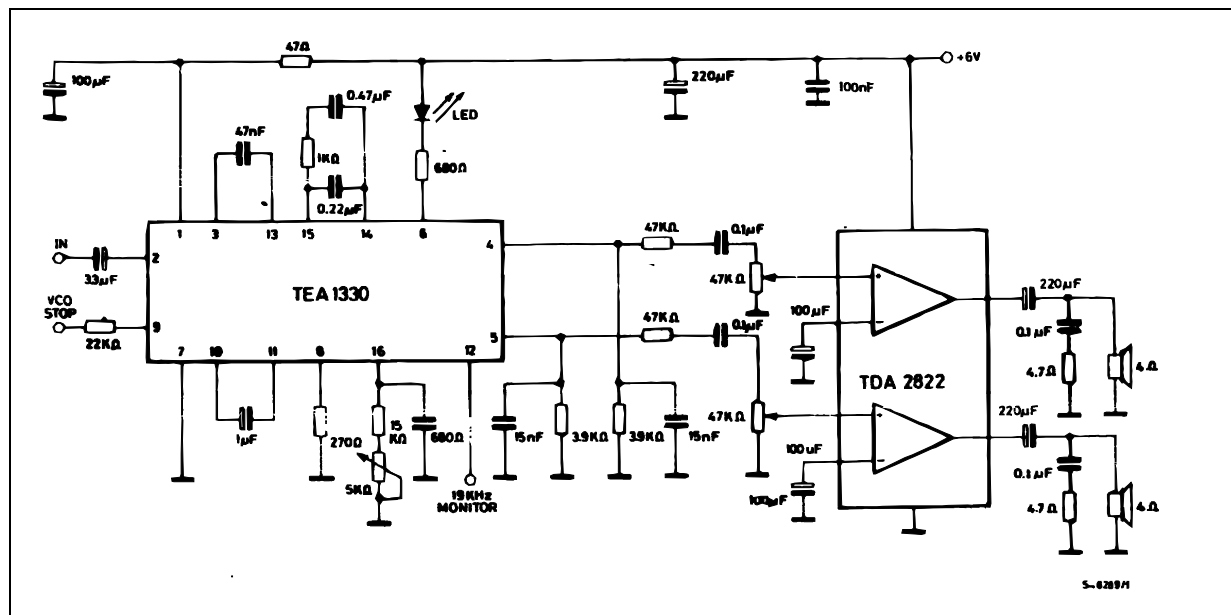 47Ω
+6V
100µF
220µF
100nF
0.47µF
LED
47nF
1KΩ
680Ω
0.22µF
1 3 13 15 14 6
47KΩ
0.1µF
IN
2
4
33µF
TEA 1330
47KΩ
220µF
VCO
STOP
47KΩ
0.1µF
100µF
0.1µF
9
5
22KΩ
7 10 11 8 16 12
TDA 2822
4.7Ω
4Ω
15
KΩ
47KΩ
220µF
1µF
270Ω
680Ω
15nF
3.9KΩ
3.9KΩ
15nF
100uF
0.1µF
5KΩ
19KHz
MONITOR
100µF
4.7Ω
4Ω
S-6289/1